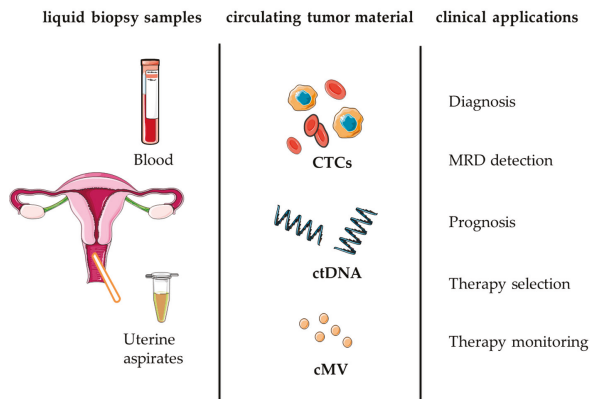 liquid biopsy samples
circulating tumor material
clinical applications
Blood
Uterine
aspirates
CTCs
ctDNA
cMV
Diagnosis
MRD detection
Prognosis
Therapy selection
Therapy monitoring